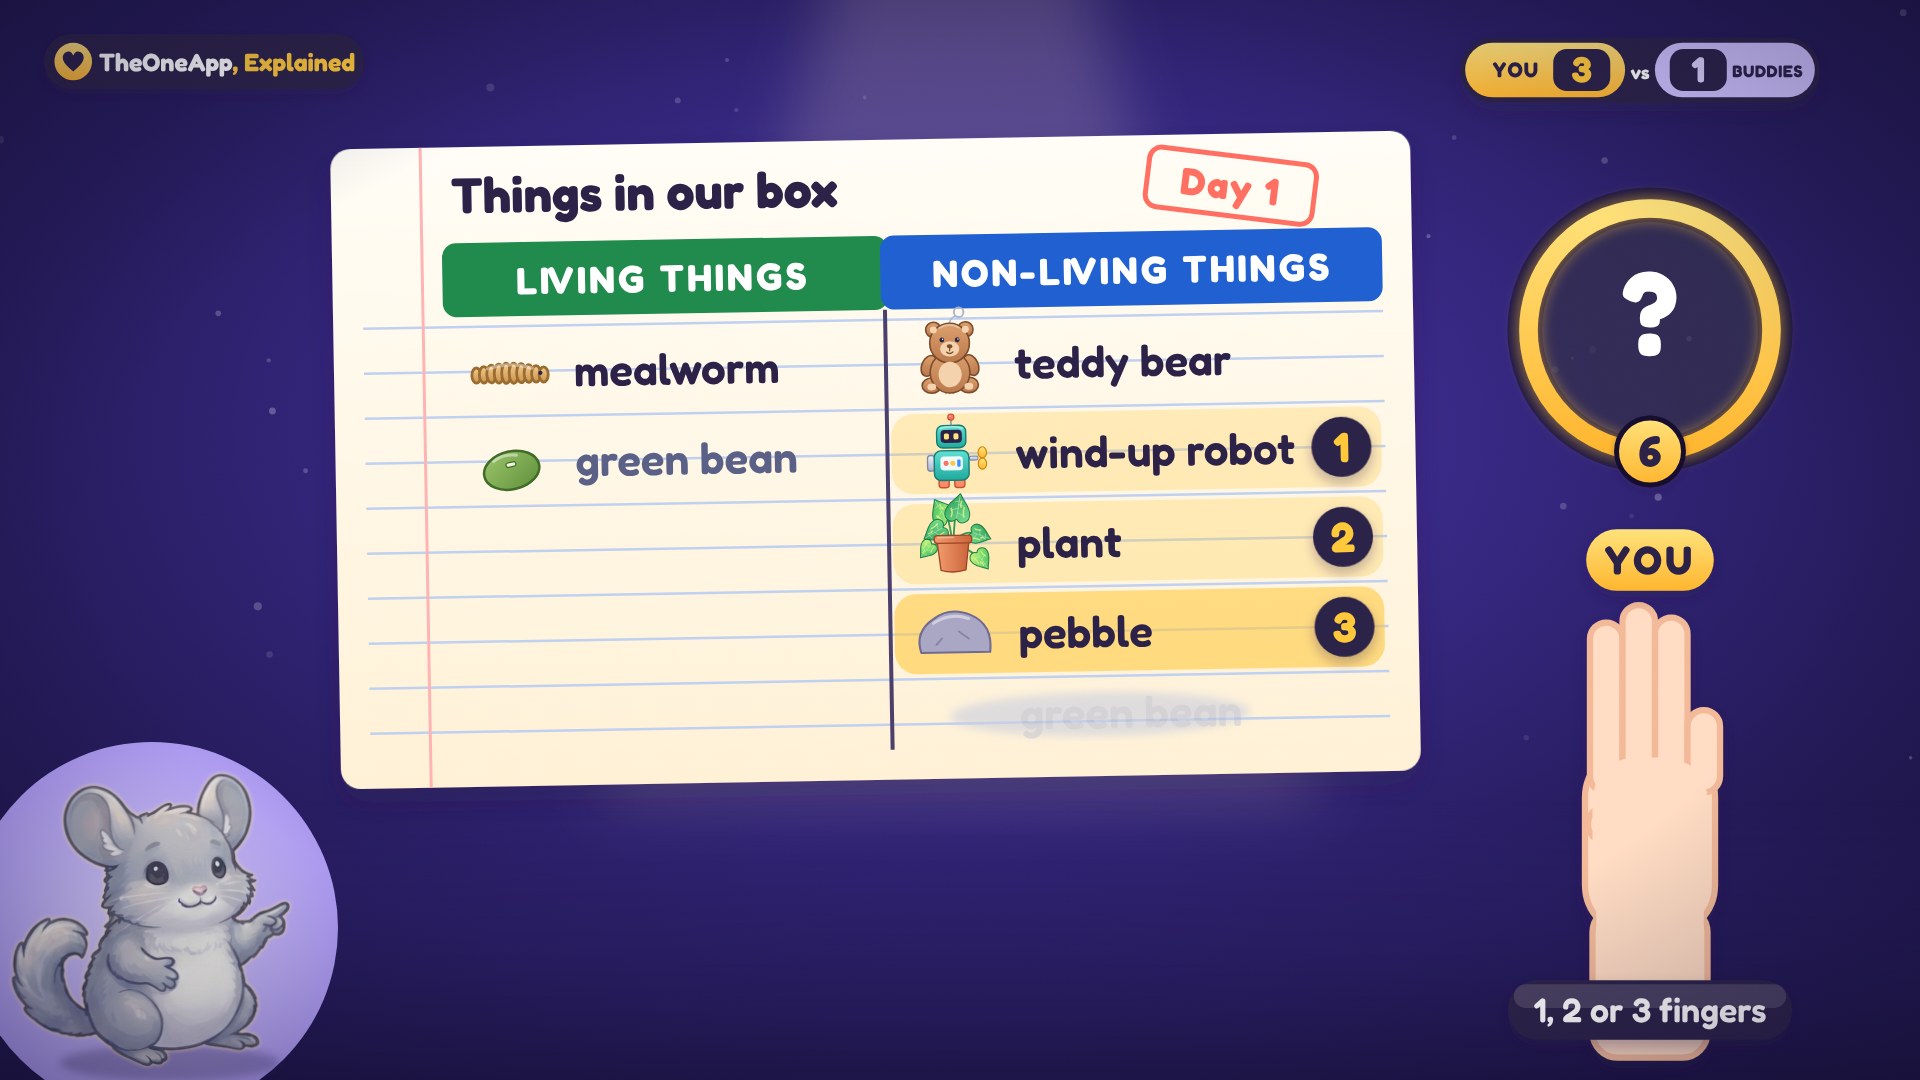 TheOneApp, Explained
YOU 3 vs 1 BUDDIES
Things in our box
Day 1
LIVING THINGS
NON-LIVING THINGS
mealworm
teddy bear
green bean
wind-up robot 1
plant 2
pebble 3
green bean
?
6
YOU
1, 2 or 3 fingers